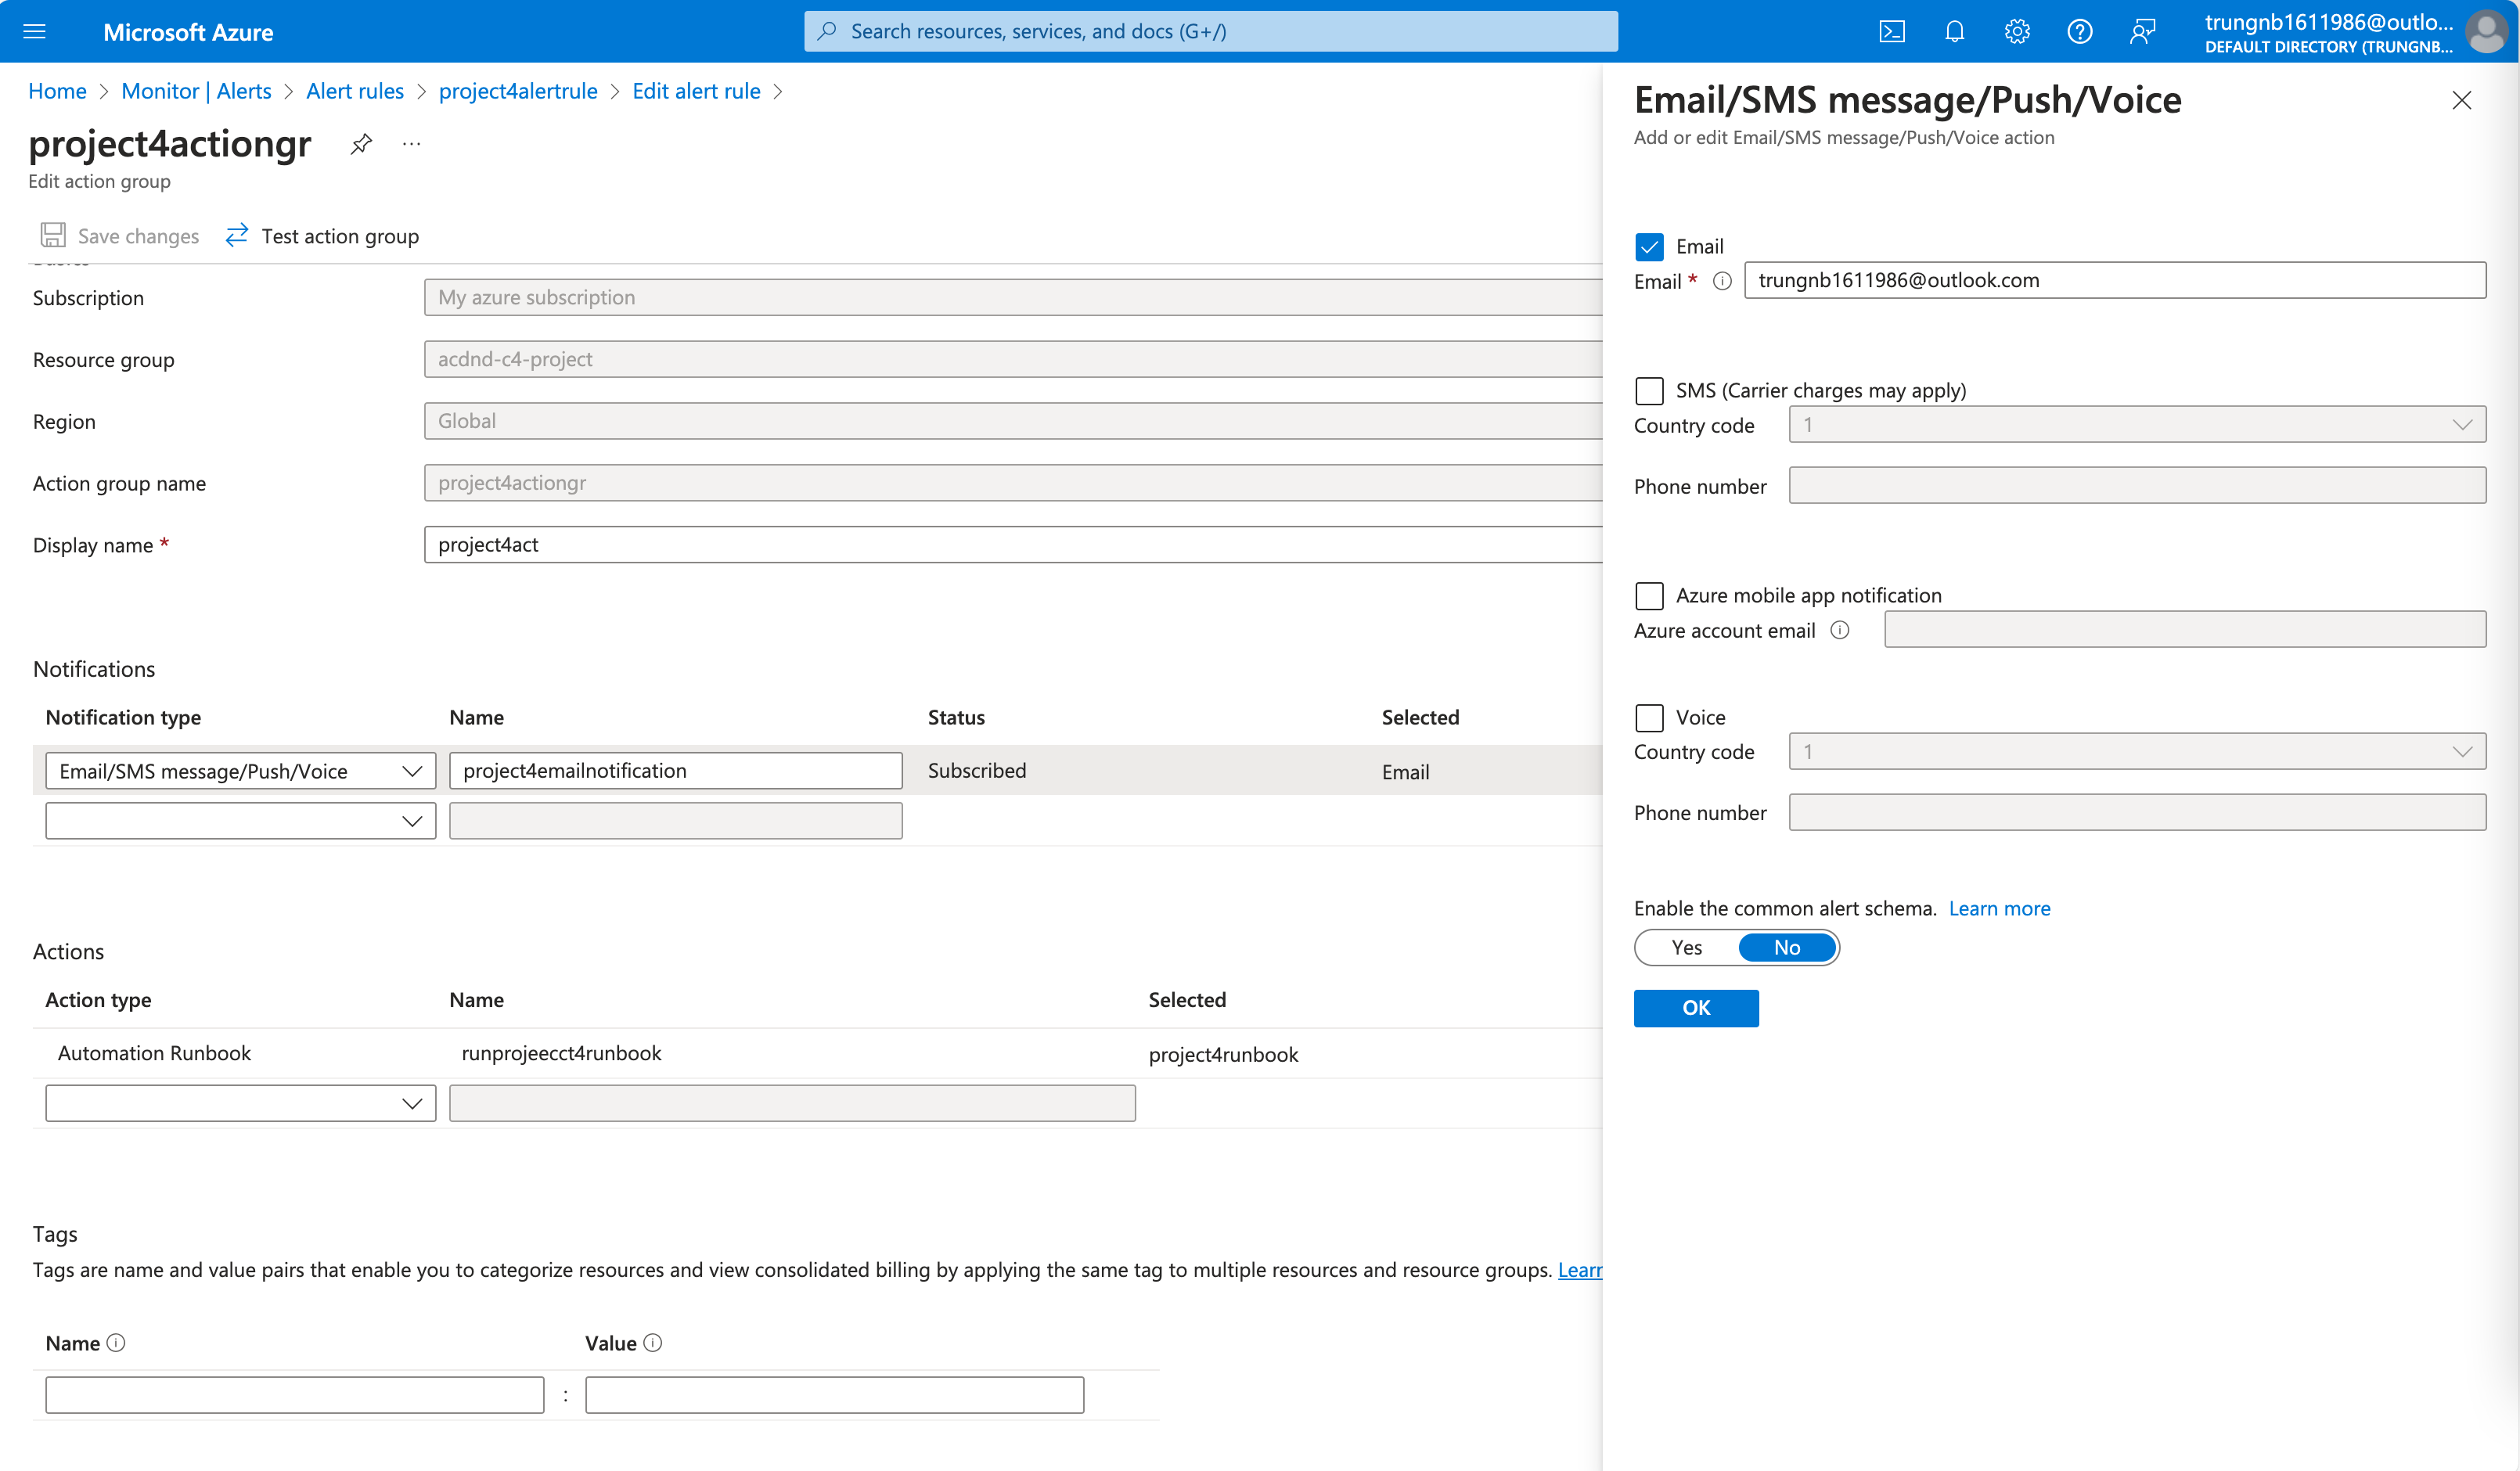 Microsoft Azure
Search resources, services, and docs (G+/)
trungnb1611986@outlo...
DEFAULT DIRECTORY (TRUNGNB...
Home > Monitor | Alerts > Alert rules > project4alertrule > Edit alert rule >
project4actiongr
Edit action group
Save changes
Test action group
Subscription
My azure subscription
Resource group
acdnd-c4-project
Region
Global
Action group name
project4actiongr
Display name *
project4act
Notifications
Notification type Name Status Selected
Email/SMS message/Push/Voice project4emailnotification Subscribed Email
Actions
Action type Name Selected
Automation Runbook runprojeecct4runbook project4runbook
Tags
Tags are name and value pairs that enable you to categorize resources and view consolidated billing by applying the same tag to multiple resources and resource groups. Learn
Name Value
:
Email/SMS message/Push/Voice
Add or edit Email/SMS message/Push/Voice action
Email
Email * trungnb1611986@outlook.com
SMS (Carrier charges may apply)
Country code 1
Phone number
Azure mobile app notification
Azure account email
Voice
Country code 1
Phone number
Enable the common alert schema. Learn more
Yes No
OK